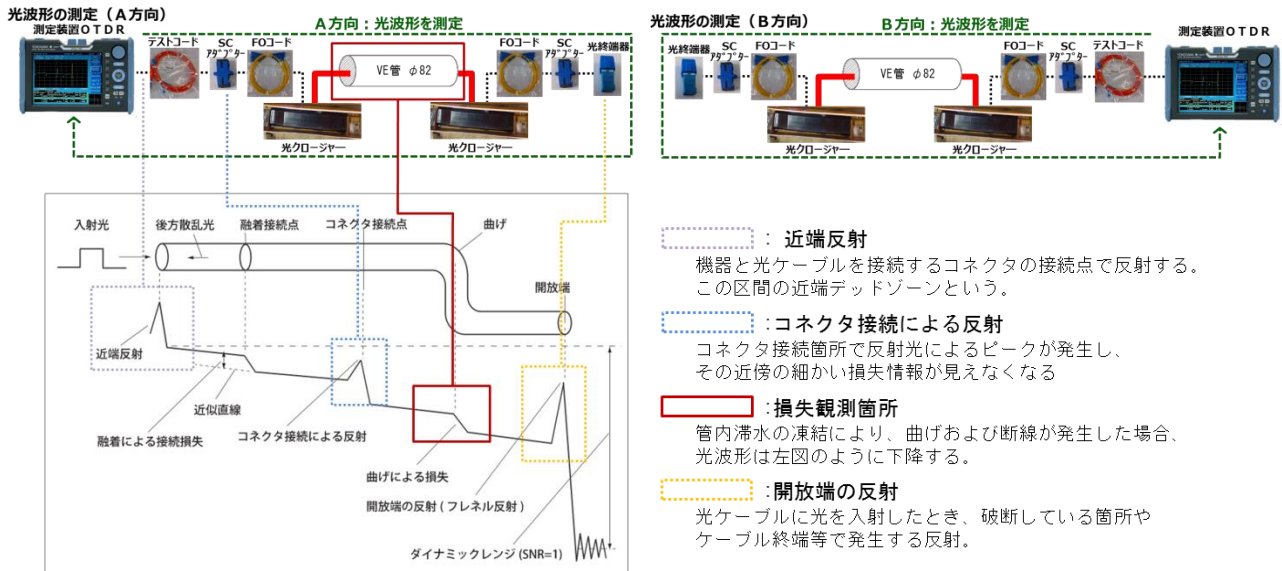 光波形の測定（A方向）
測定装置OTDR
A方向：光波形を測定
テストコード
SC
ｱﾀﾞﾌﾟﾀｰ
FOコード
VE管 φ82
FOコード
SC
ｱﾀﾞﾌﾟﾀｰ
光終端器
光クロージャー
光クロージャー
光波形の測定（B方向）
B方向：光波形を測定
測定装置OTDR
光終端器
SC
ｱﾀﾞﾌﾟﾀｰ
FOコード
VE管 φ82
FOコード
SC
ｱﾀﾞﾌﾟﾀｰ
テストコード
光クロージャー
光クロージャー
入射光
後方散乱光
融着接続点
コネクタ接続点
曲げ
開放端
近端反射
近似直線
融着による接続損失
コネクタ接続による反射
曲げによる損失
開放端の反射（フレネル反射）
ダイナミックレンジ (SNR=1)
：近端反射
機器と光ケーブルを接続するコネクタの接続点で反射する。
この区間の近端デッドゾーンという。
：コネクタ接続による反射
コネクタ接続箇所で反射光によるピークが発生し、
その近傍の細かい損失情報が見えなくなる
：損失観測箇所
管内滞水の凍結により、曲げおよび断線が発生した場合、
光波形は左図のように下降する。
：開放端の反射
光ケーブルに光を入射したとき、破断している箇所や
ケーブル終端等で発生する反射。